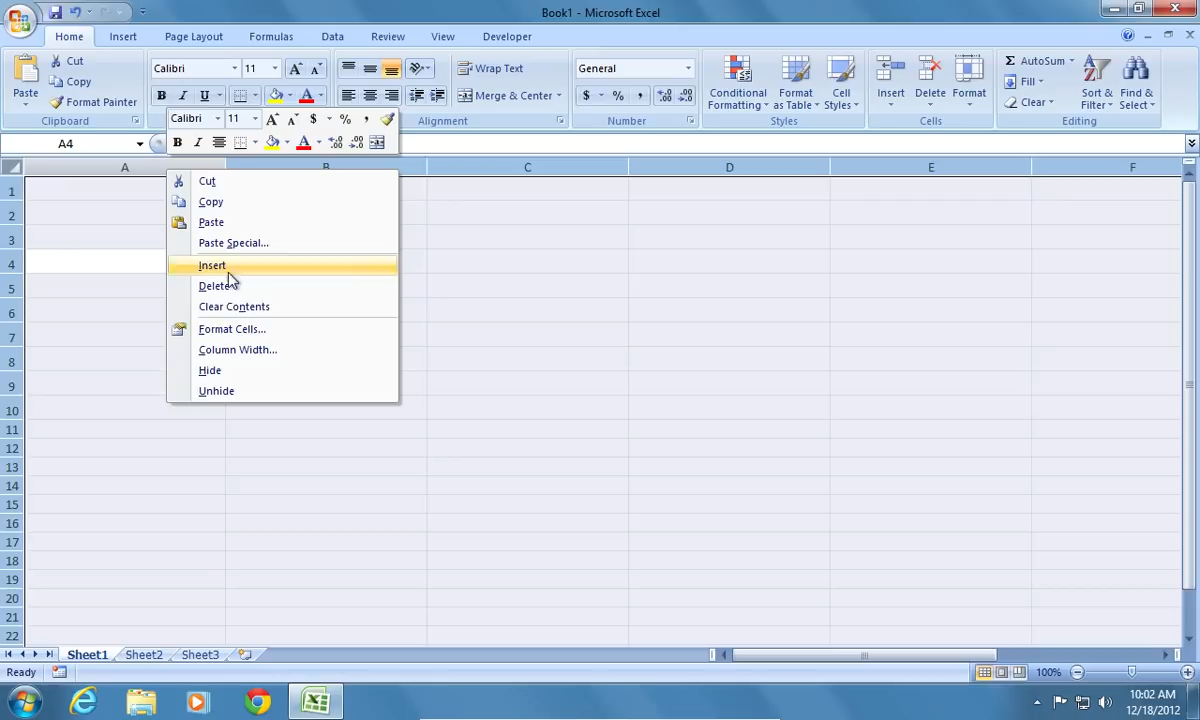 Book1 - Microsoft Excel
Home Insert Page Layout Formulas Data Review View Developer
Paste
Cut
Copy
Format Painter
Clipboard
Calibri 11
Wrap Text
Merge & Center
Alignment
General
$ % ,
Number
Conditional Formatting
Format as Table
Cell Styles
Styles
Insert Delete Format
Cells
Σ AutoSum
Fill
Clear
Sort & Filter
Find & Select
Editing
Calibri 11 A A $ % ,
B I A
A4
A B C D E F
1
2
3
4
5
6
7
8
9
10
11
12
13
14
15
16
17
18
19
20
21
22
Cut
Copy
Paste
Paste Special...
Insert
Delete
Clear Contents
Format Cells...
Column Width...
Hide
Unhide
Sheet1 Sheet2 Sheet3
Ready
100%
10:02 AM
12/18/2012